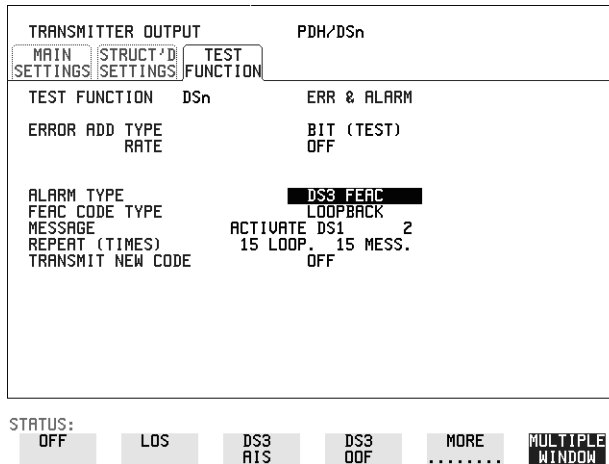 TRANSMITTER OUTPUT PDH/DSn
MAIN SETTINGS STRUCT'D SETTINGS TEST FUNCTION
TEST FUNCTION DSn ERR & ALARM
ERROR ADD TYPE BIT (TEST)
RATE OFF
ALARM TYPE DS3 FEAC
FEAC CODE TYPE LOOPBACK
MESSAGE ACTIVATE DS1 2
REPEAT (TIMES) 15 LOOP. 15 MESS.
TRANSMIT NEW CODE OFF
STATUS:
OFF LOS DS3 AIS DS3 OOF MORE ........ MULTIPLE WINDOW